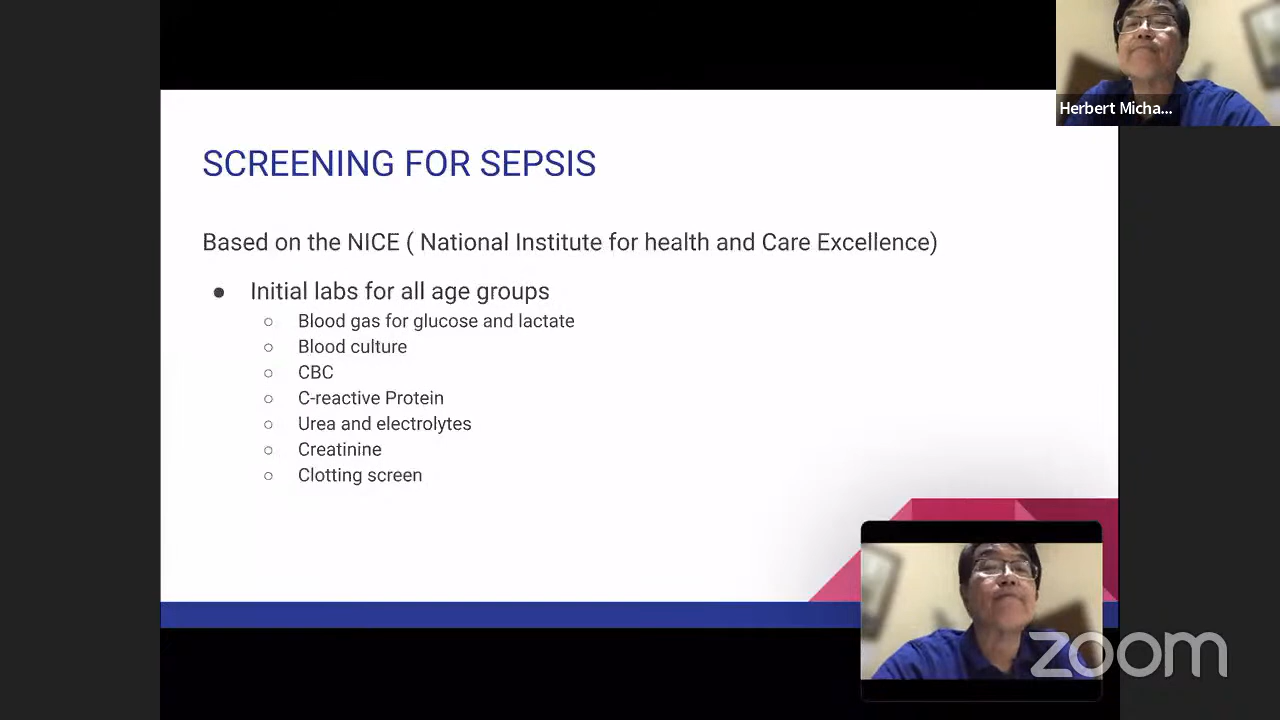 Herbert Micha...
SCREENING FOR SEPSIS
Based on the NICE ( National Institute for health and Care Excellence)
● Initial labs for all age groups
○ Blood gas for glucose and lactate
○ Blood culture
○ CBC
○ C-reactive Protein
○ Urea and electrolytes
○ Creatinine
○ Clotting screen
zoom